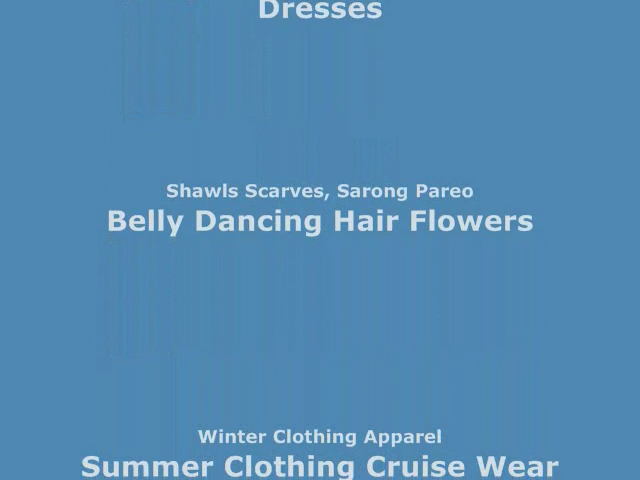 Dresses
Shawls Scarves, Sarong Pareo
Belly Dancing Hair Flowers
Winter Clothing Apparel
Summer Clothing Cruise Wear